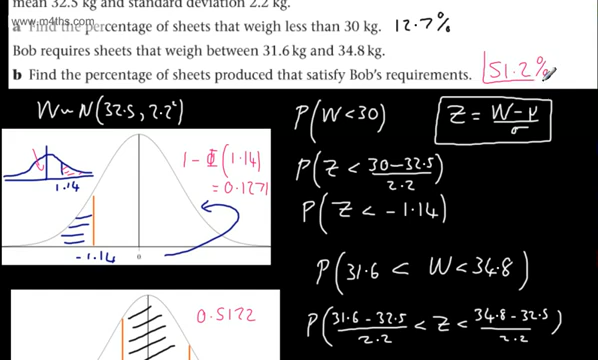 www.m4ths.com
mean 32.5 kg and standard deviation 2.2 kg.
a Find the percentage of sheets that weigh less than 30 kg. 12.7%
Bob requires sheets that weigh between 31.6 kg and 34.8 kg.
b Find the percentage of sheets produced that satisfy Bob's requirements. 51.2%
W~N(32.5, 2.2²)
P(W<30)
Z = W-μ/σ
1-Φ(1.14)
= 0.1271
1.14
P(Z < 30-32.5/2.2)
P(Z < -1.14)
-1.14
0
P(31.6 < W < 34.8)
0.5122
P(31.6-32.5/2.2 < Z < 34.8-32.5/2.2)